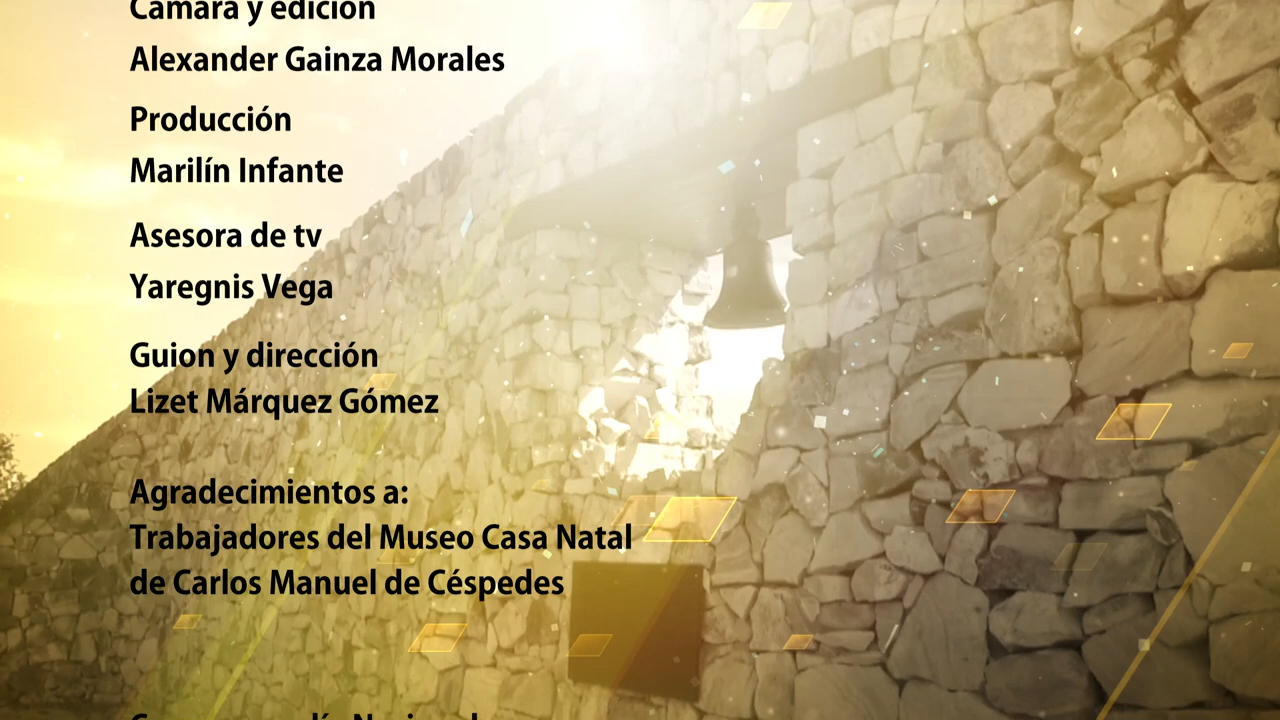 Cámara y edición
Alexander Gainza Morales
Producción
Marilín Infante
Asesora de tv
Yaregnis Vega
Guion y dirección
Lizet Márquez Gómez
Agradecimientos a:
Trabajadores del Museo Casa Natal
de Carlos Manuel de Céspedes